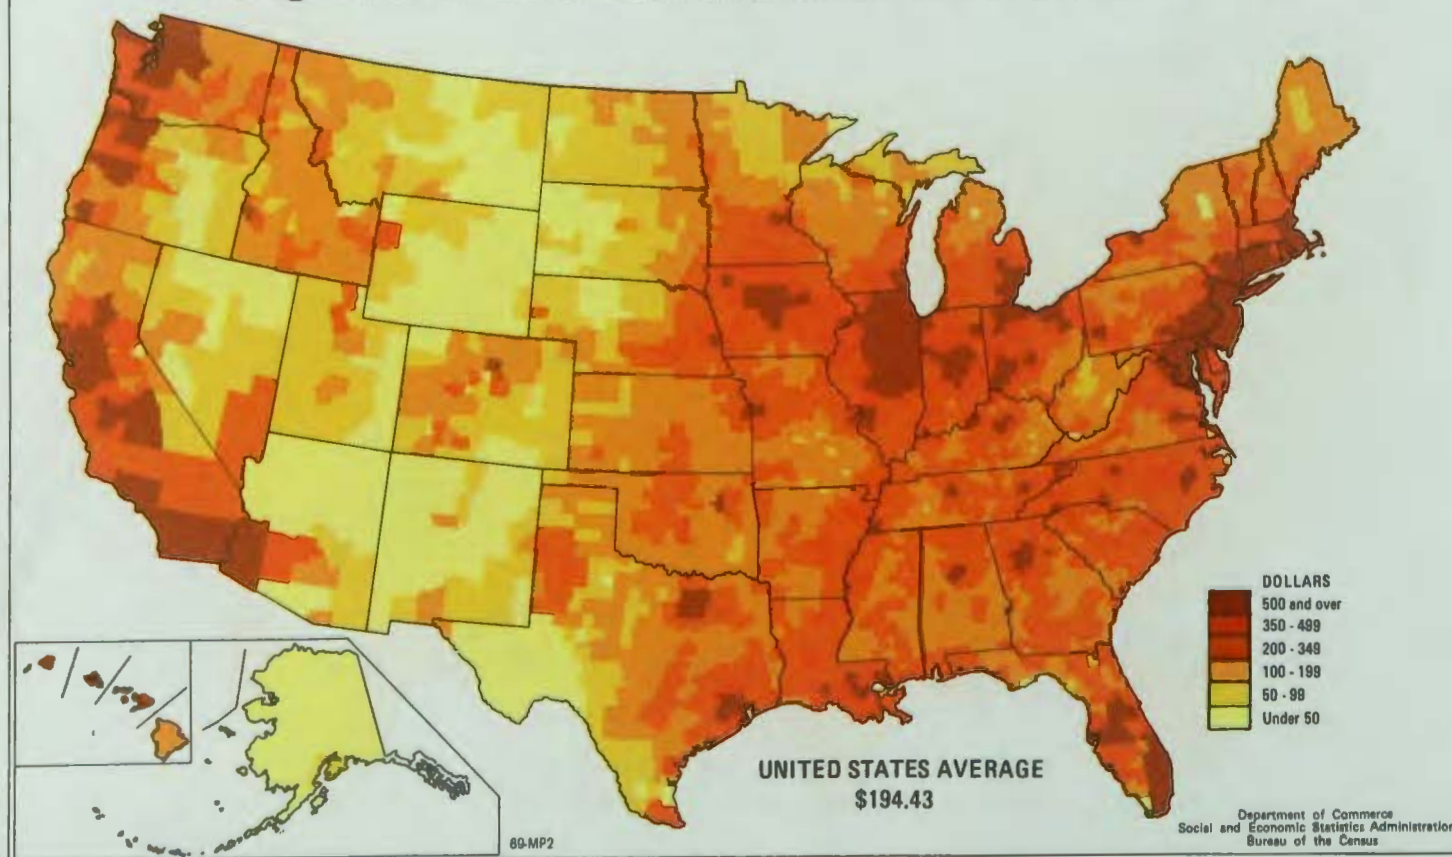 DOLLARS
500 and over
350 - 499
200 - 349
100 - 199
50 - 99
Under 50
UNITED STATES AVERAGE
$194.43
69-MP2
Department of Commerce
Social and Economic Statistics Administration
Bureau of the Census